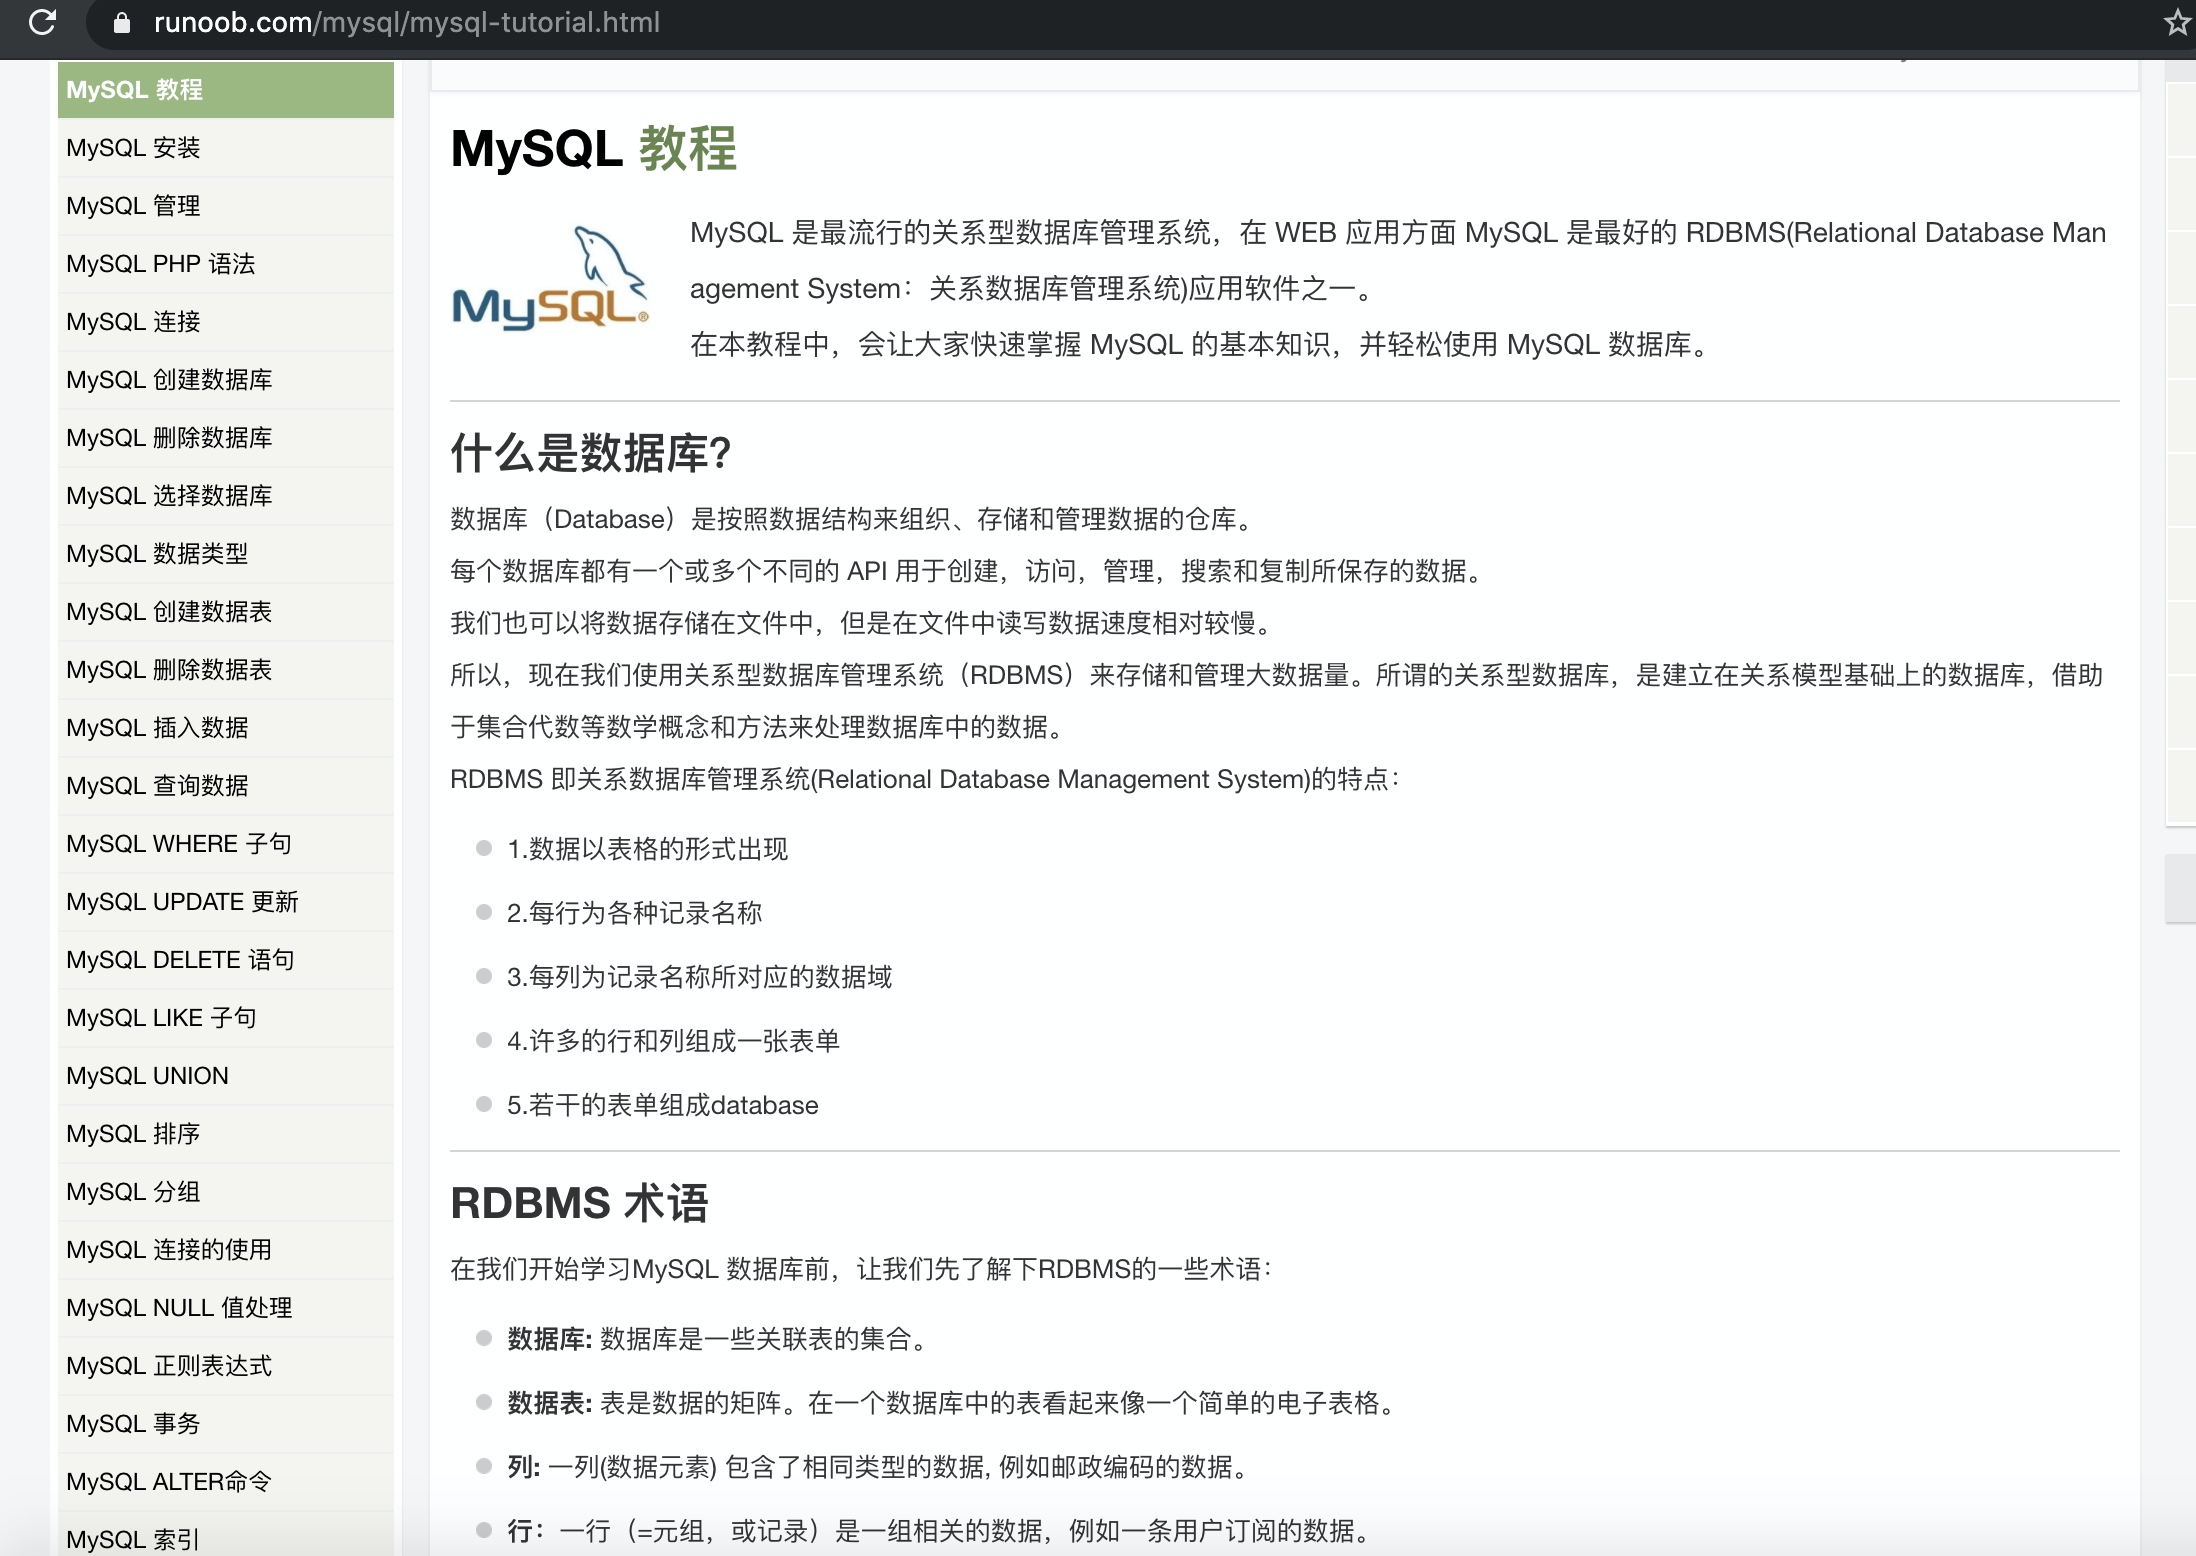 runoob.com/mysql/mysql-tutorial.html
MySQL 教程
MySQL 安装
MySQL 管理
MySQL PHP 语法
MySQL 连接
MySQL 创建数据库
MySQL 删除数据库
MySQL 选择数据库
MySQL 数据类型
MySQL 创建数据表
MySQL 删除数据表
MySQL 插入数据
MySQL 查询数据
MySQL WHERE 子句
MySQL UPDATE 更新
MySQL DELETE 语句
MySQL LIKE 子句
MySQL UNION
MySQL 排序
MySQL 分组
MySQL 连接的使用
MySQL NULL 值处理
MySQL 正则表达式
MySQL 事务
MySQL ALTER命令
MySQL 索引
MySQL 教程
MySQL®
MySQL 是最流行的关系型数据库管理系统，在 WEB 应用方面 MySQL 是最好的 RDBMS(Relational Database Man
agement System：关系数据库管理系统)应用软件之一。
在本教程中，会让大家快速掌握 MySQL 的基本知识，并轻松使用 MySQL 数据库。
什么是数据库?
数据库（Database）是按照数据结构来组织、存储和管理数据的仓库。
每个数据库都有一个或多个不同的 API 用于创建，访问，管理，搜索和复制所保存的数据。
我们也可以将数据存储在文件中，但是在文件中读写数据速度相对较慢。
所以，现在我们使用关系型数据库管理系统（RDBMS）来存储和管理大数据量。所谓的关系型数据库，是建立在关系模型基础上的数据库，借助
于集合代数等数学概念和方法来处理数据库中的数据。
RDBMS 即关系数据库管理系统(Relational Database Management System)的特点：
1.数据以表格的形式出现
2.每行为各种记录名称
3.每列为记录名称所对应的数据域
4.许多的行和列组成一张表单
5.若干的表单组成database
RDBMS 术语
在我们开始学习MySQL 数据库前，让我们先了解下RDBMS的一些术语：
数据库: 数据库是一些关联表的集合。
数据表: 表是数据的矩阵。在一个数据库中的表看起来像一个简单的电子表格。
列: 一列(数据元素) 包含了相同类型的数据, 例如邮政编码的数据。
行：一行（=元组，或记录）是一组相关的数据，例如一条用户订阅的数据。